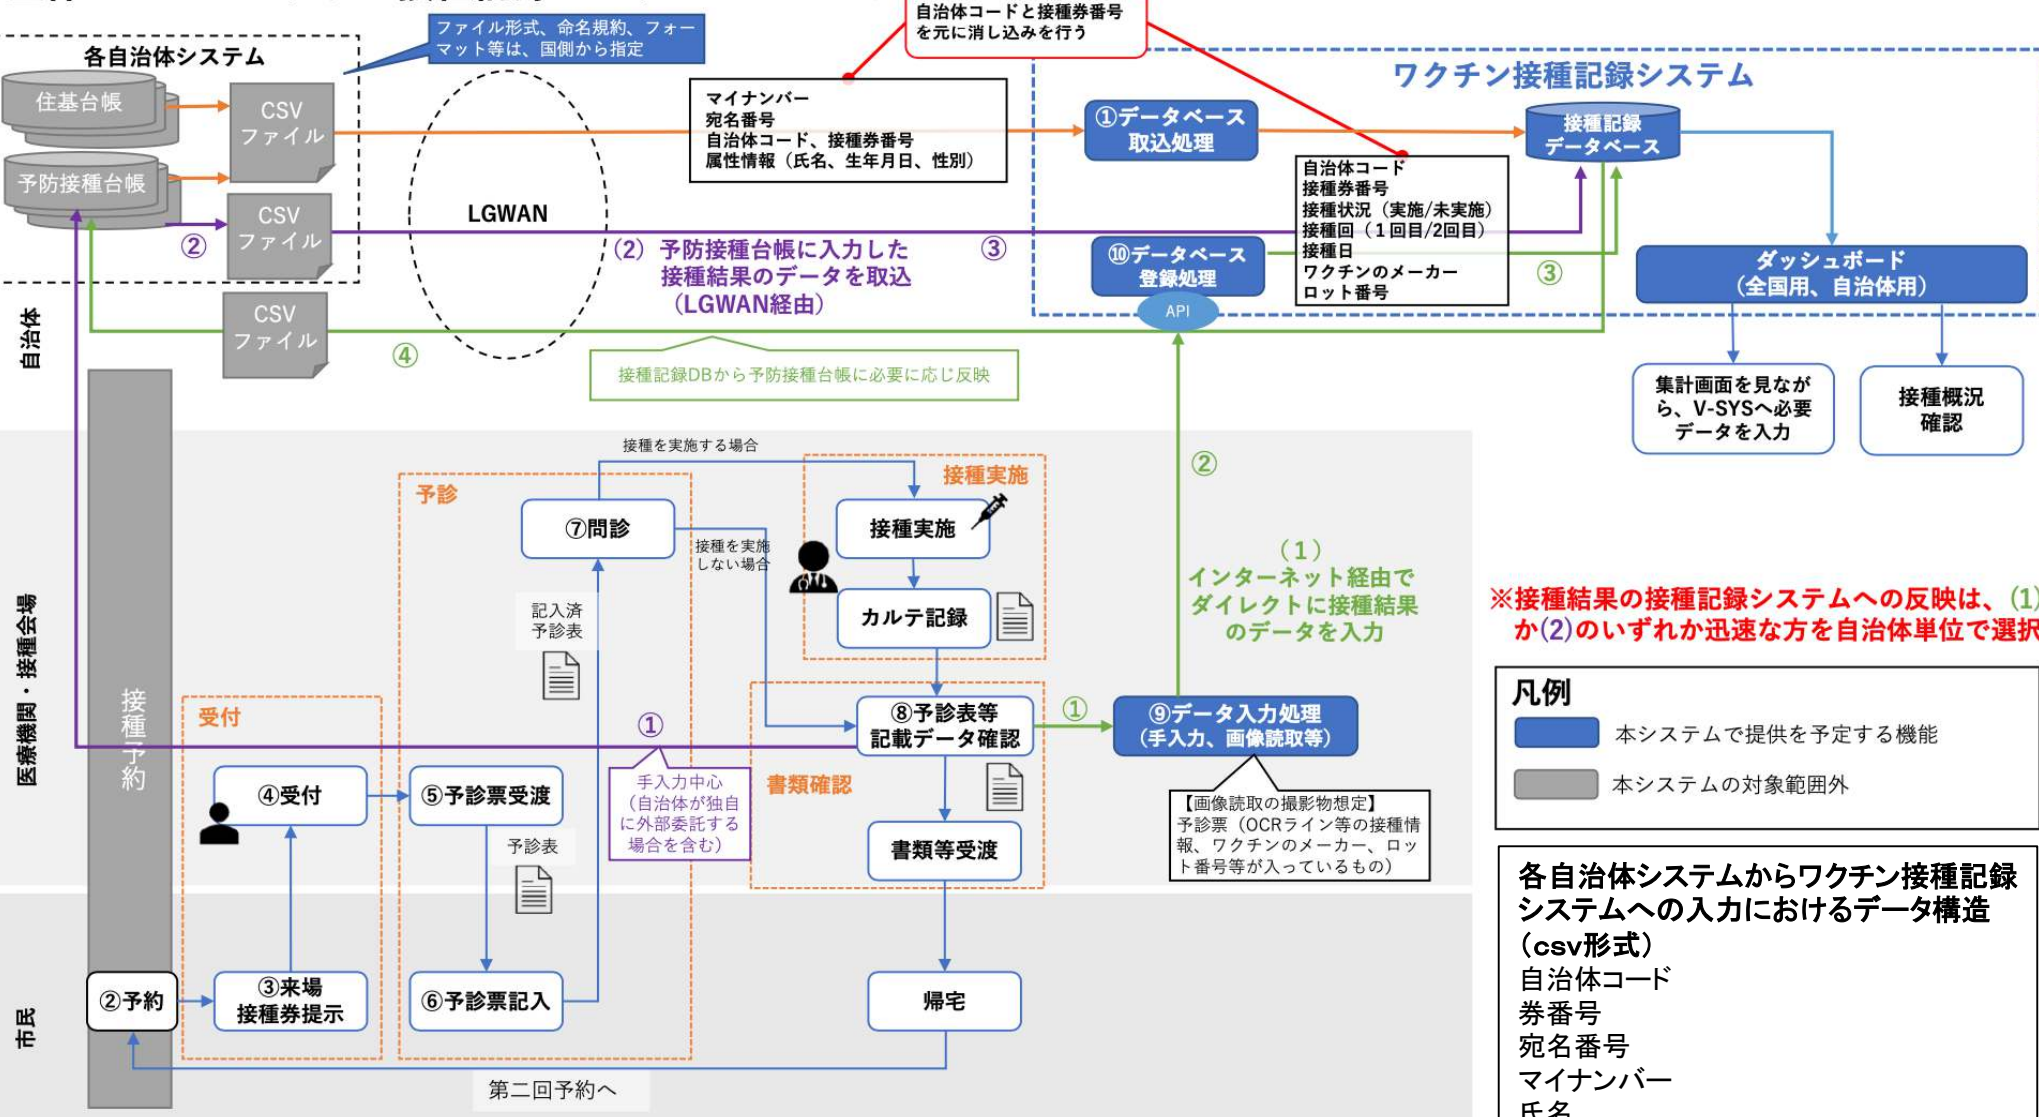 自治体コードと接種券番号
を元に消し込みを行う
ファイル形式、命名規約、フォー
マット等は、国側から指定
各自治体システム
住基台帳
CSV
ファイル
予防接種台帳
②
CSV
ファイル
CSV
ファイル
自治体
LGWAN
マイナンバー
宛名番号
自治体コード、接種券番号
属性情報（氏名、生年月日、性別）
（2）予防接種台帳に入力した
接種結果のデータを取込
（LGWAN経由）
③
④
接種記録DBから予防接種台帳に必要に応じ反映
ワクチン接種記録システム
①データベース
取込処理
接種記録
データベース
自治体コード
接種券番号
接種状況（実施/未実施）
接種回（１回目/2回目）
接種日
ワクチンのメーカー
ロット番号
⑩データベース
登録処理
API
③
ダッシュボード
（全国用、自治体用）
集計画面を見なが
ら、V-SYSへ必要
データを入力
接種概況
確認
医療機関・接種会場
接種予約
接種を実施する場合
予診
⑦問診
接種を実施
しない場合
記入済
予診表
接種実施
接種実施
カルテ記録
②
（1）
インターネット経由で
ダイレクトに接種結果
のデータを入力
※接種結果の接種記録システムへの反映は、(1)
か(2)のいずれか迅速な方を自治体単位で選択
受付
④受付
⑤予診票受渡
予診表
①
手入力中心
（自治体が独自
に外部委託する
場合を含む）
⑧予診表等
記載データ確認
書類確認
書類等受渡
①
⑨データ入力処理
（手入力、画像読取等）
【画像読取の撮影物想定】
予診票（OCRライン等の接種情
報、ワクチンのメーカー、ロッ
ト番号等が入っているもの）
凡例
本システムで提供を予定する機能
本システムの対象範囲外
市民
②予約
③来場
接種券提示
⑥予診票記入
帰宅
第二回予約へ
各自治体システムからワクチン接種記録
システムへの入力におけるデータ構造
（csv形式）
自治体コード
券番号
宛名番号
マイナンバー
氏名